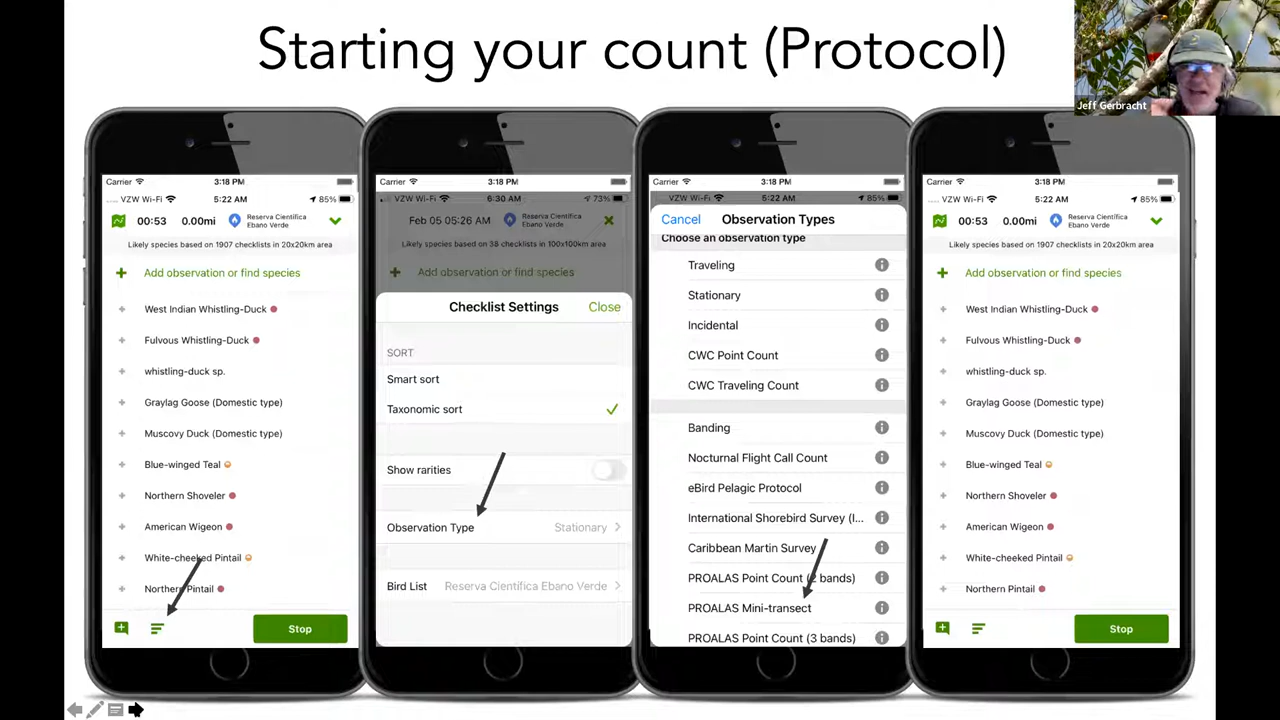 Starting your count (Protocol)
Jeff Gerbracht
Carrier 3:18 PM
VZW Wi-Fi 5:22 AM 85%
00:53 0.00mi Reserva Científica
Ebano Verde
Likely species based on 1907 checklists in 20x20km area
Add observation or find species
West Indian Whistling-Duck
Fulvous Whistling-Duck
whistling-duck sp.
Graylag Goose (Domestic type)
Muscovy Duck (Domestic type)
Blue-winged Teal
Northern Shoveler
American Wigeon
White-cheeked Pintail
Northern Pintail
Stop
Carrier 3:18 PM
VZW Wi-Fi 6:30 AM 73%
Feb 05 05:26 AM Reserva Científica
Ebano Verde
Likely species based on 38 checklists in 100x100km area
Add observation or find species
Checklist Settings Close
SORT
Smart sort
Taxonomic sort
Show rarities
Observation Type Stationary
Bird List Reserva Científica Ebano Verde
Carrier 3:18 PM
VZW Wi-Fi 5:22 AM 85%
Cancel Observation Types
Choose an observation type
Traveling
Stationary
Incidental
CWC Point Count
CWC Traveling Count
Banding
Nocturnal Flight Call Count
eBird Pelagic Protocol
International Shorebird Survey (I...
Caribbean Martin Survey
PROALAS Point Count (2 bands)
PROALAS Mini-transect
PROALAS Point Count (3 bands)
Carrier 3:18 PM
VZW Wi-Fi 5:22 AM 85%
00:53 0.00mi Reserva Científica
Ebano Verde
Likely species based on 1907 checklists in 20x20km area
Add observation or find species
West Indian Whistling-Duck
Fulvous Whistling-Duck
whistling-duck sp.
Graylag Goose (Domestic type)
Muscovy Duck (Domestic type)
Blue-winged Teal
Northern Shoveler
American Wigeon
White-cheeked Pintail
Northern Pintail
Stop